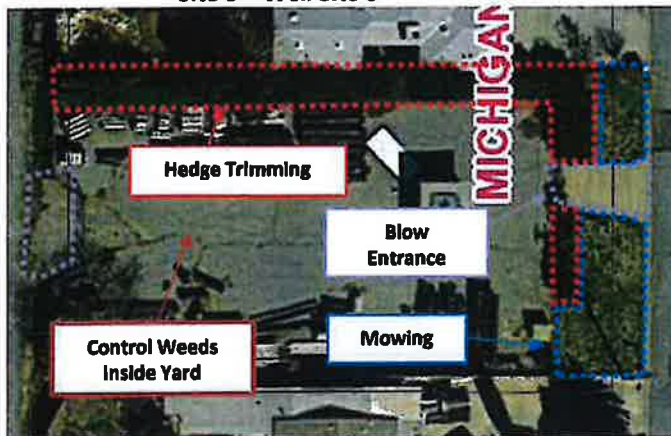 MICHIGAN
Hedge Trimming
Blow
Entrance
Control Weeds
Inside Yard
Mowing